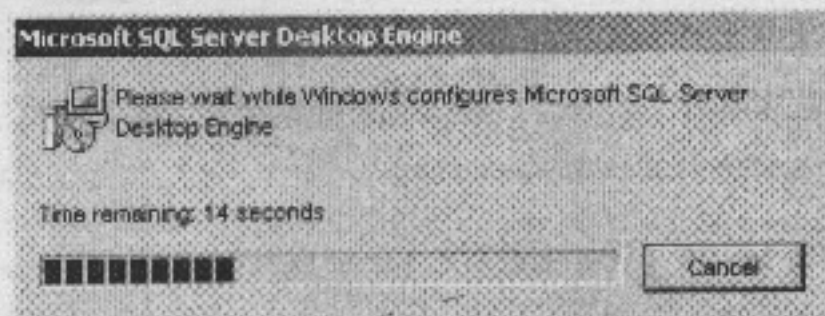 Microsoft SQL Server Desktop Engine
Please wait while Windows configures Microsoft SQL Server
Desktop Engine
Time remaining: 14 seconds
Cancel